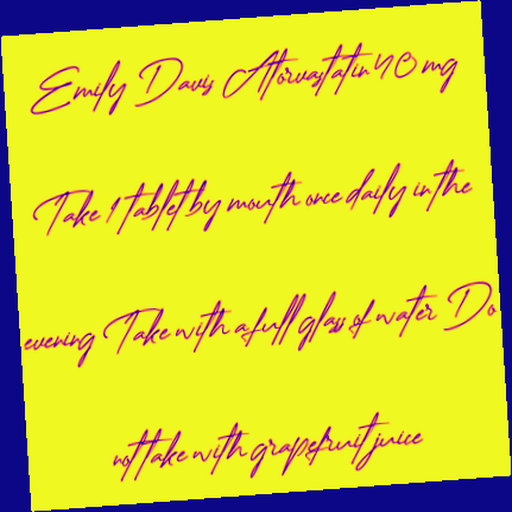 Emily Davis Atorvastatin 40 mg
Take 1 tablet by mouth once daily in the
evening Take with a full glass of water Do
not take with grapefruit juice